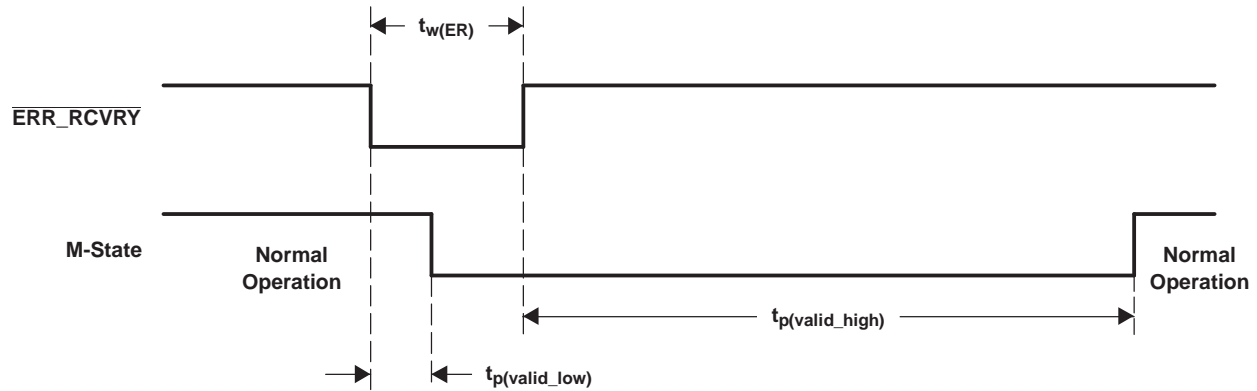 tw(ER)
ERR_RCVRY
M-State
Normal
Operation
Normal
Operation
tp(valid_high)
tp(valid_low)